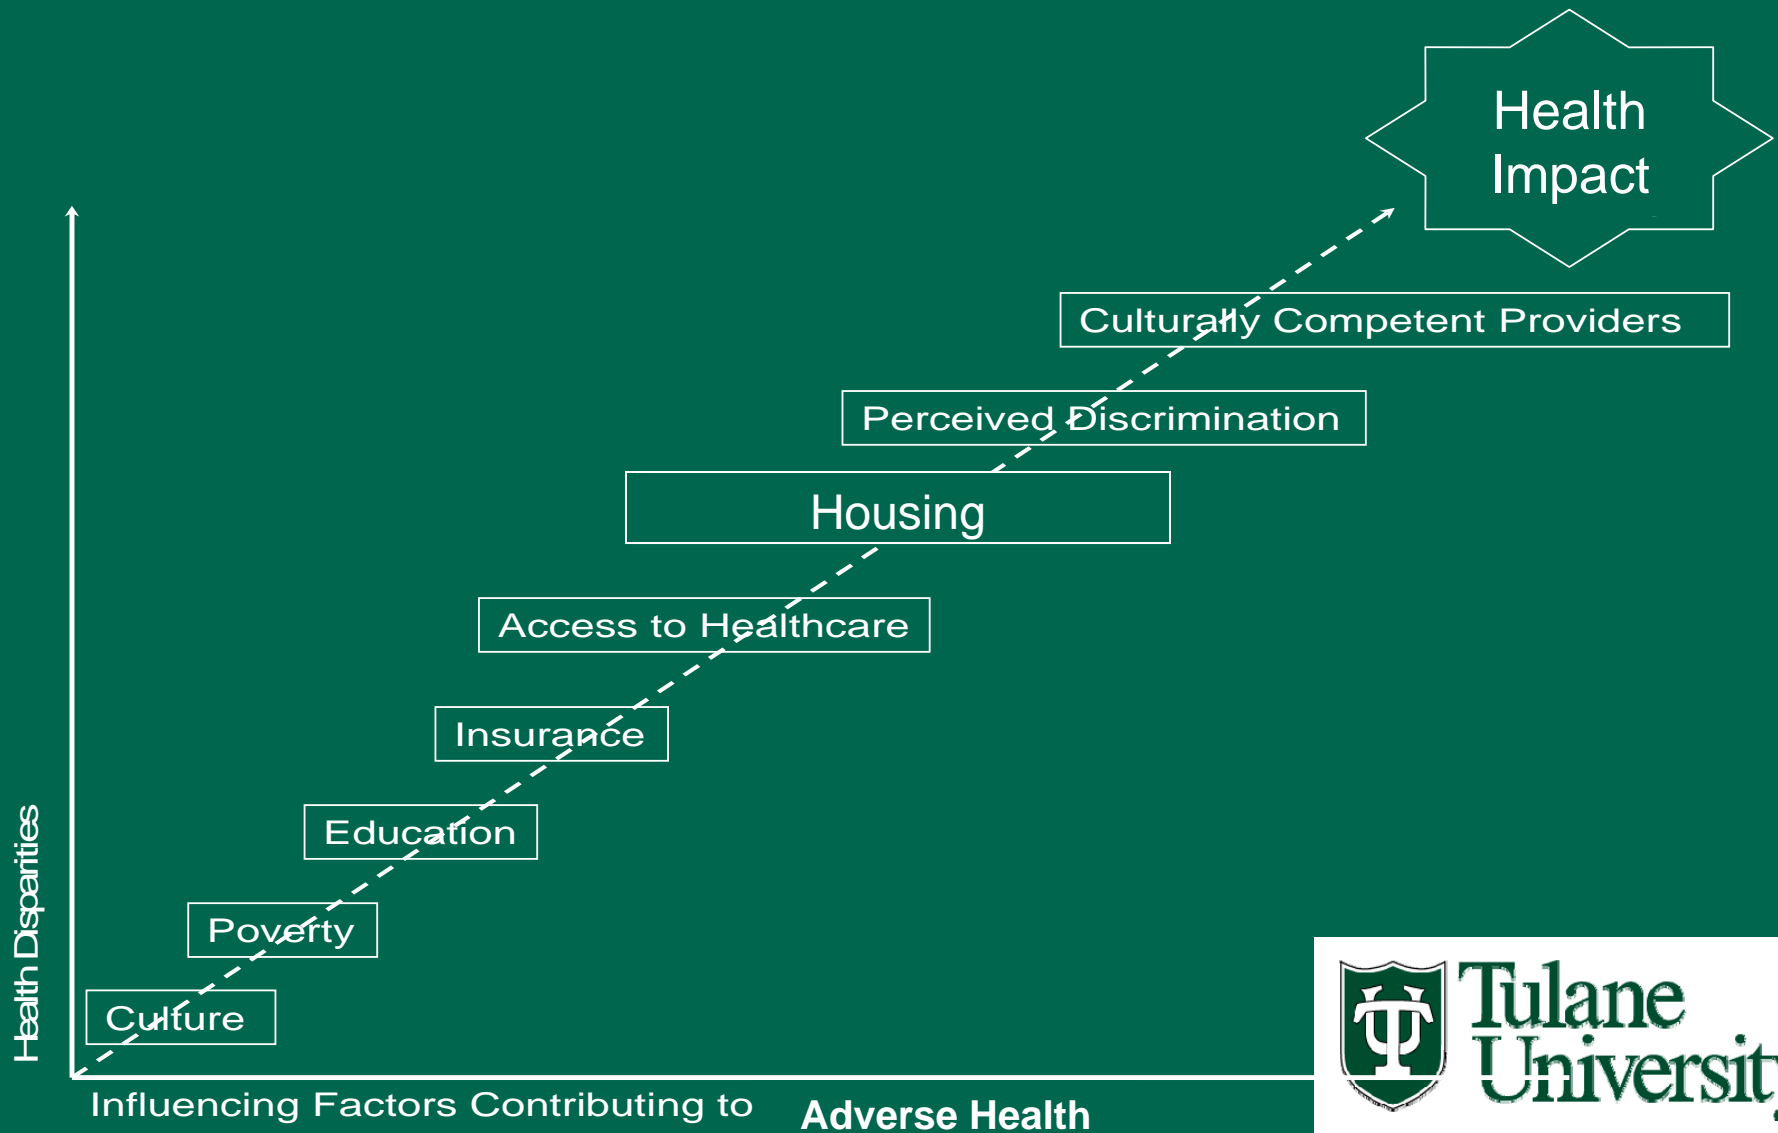 Health
Impact
Culturally Competent Providers
Perceived Discrimination
Housing
Access to Healthcare
Insurance
Education
Poverty
Culture
Health Disparities
Influencing Factors Contributing to Adverse Health
Tulane
University